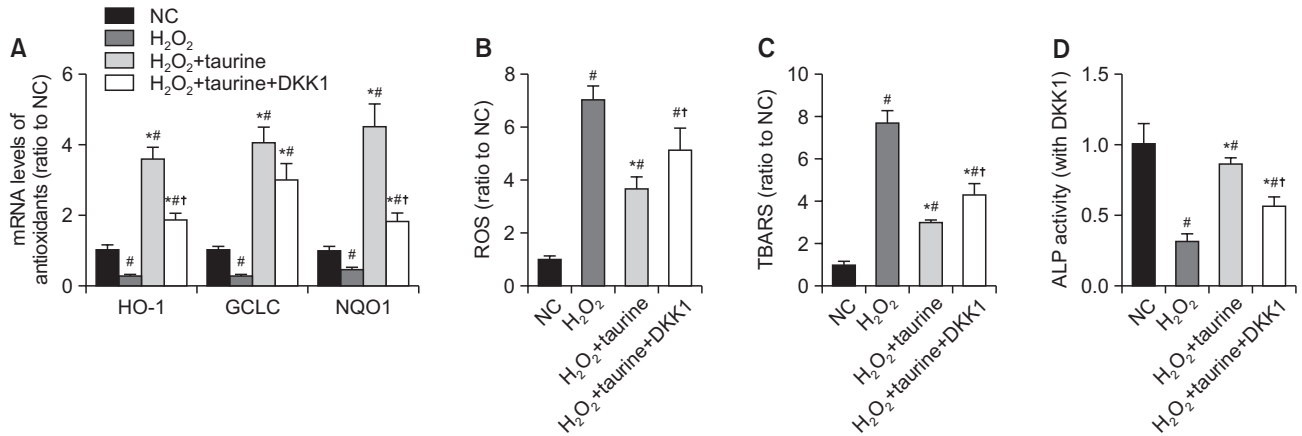 NC
H₂O₂
H₂O₂+taurine
H₂O₂+taurine+DKK1
A
mRNA levels of
antioxidants (ratio to NC)
6
4
2
0
#
*#
*#†
#
*#
*#
#
*#
*#†
HO-1
GCLC
NQO1
B
ROS (ratio to NC)
8
6
4
2
0
#
*#
#†
NC
H₂O₂
H₂O₂+taurine
H₂O₂+taurine+DKK1
C
TBARS (ratio to NC)
10
8
6
4
2
0
#
*#
*#†
NC
H₂O₂
H₂O₂+taurine
H₂O₂+taurine+DKK1
D
ALP activity (with DKK1)
1.5
1.0
0.5
0.0
#
*#
*#†
NC
H₂O₂
H₂O₂+taurine
H₂O₂+taurine+DKK1